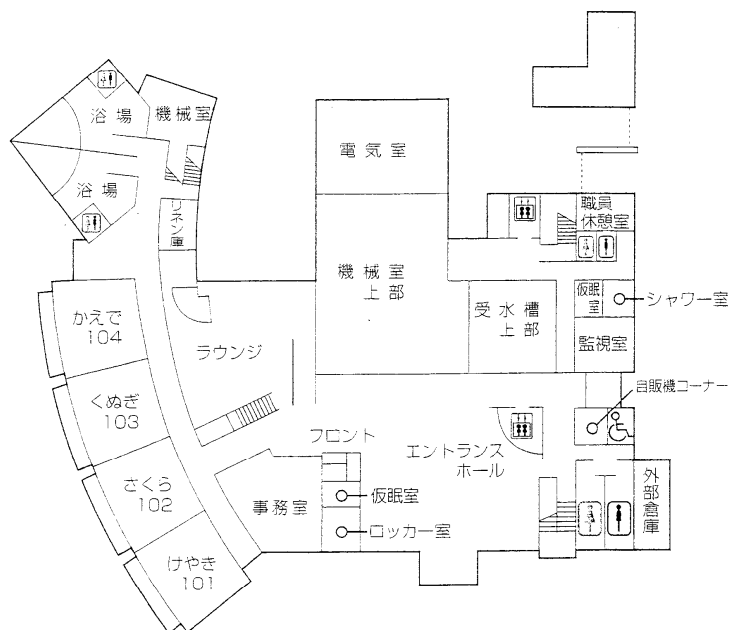 浴場
機械室
電気室
浴場
リネン庫
職員
休憩室
機械室
上部
かえで
104
仮眠
室
シャワー室
受水槽
上部
ラウンジ
監視室
自販機コーナー
くぬぎ
103
フロント
エントランス
ホール
さくら
102
事務室
仮眠室
外部倉庫
ロッカー室
けやき
101